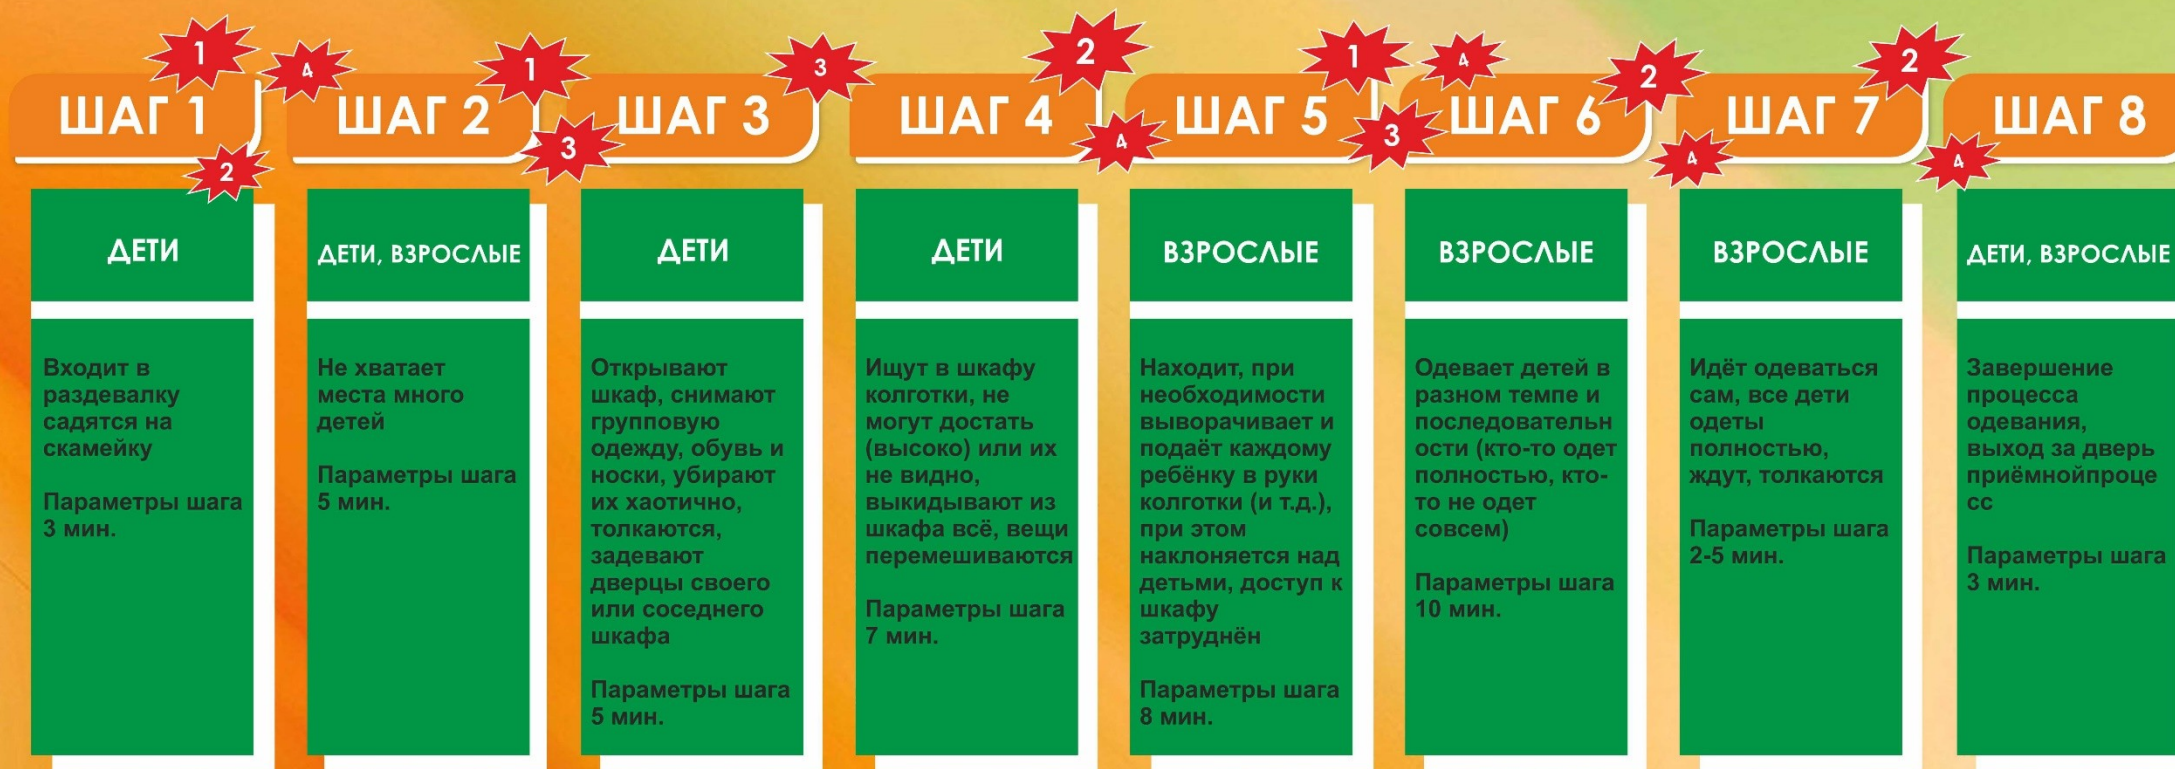 1
4
1
3
2
1
4
2
2
ШАГ 1
ШАГ 2
ШАГ 3
ШАГ 4
ШАГ 5
ШАГ 6
ШАГ 7
ШАГ 8
2
3
4
3
4
4
ДЕТИ
Входит в
раздевалку
садятся на
скамейку
Параметры шага
3 мин.
ДЕТИ, ВЗРОСЛЫЕ
Не хватает
места много
детей
Параметры шага
5 мин.
ДЕТИ
Открывают
шкаф, снимают
групповую
одежду, обувь и
носки, убирают
их хаотично,
толкаются,
задевают
дверцы своего
или соседнего
шкафа
Параметры шага
5 мин.
ДЕТИ
Ищут в шкафу
колготки, не
могут достать
(высоко) или их
не видно,
выкидывают из
шкафа всё, вещи
перемешиваются
Параметры шага
7 мин.
ВЗРОСЛЫЕ
Находит, при
необходимости
выворачивает и
подаёт каждому
ребёнку в руки
колготки (и т.д.),
при этом
наклоняется над
детьми, доступ к
шкафу
затруднён
Параметры шага
8 мин.
ВЗРОСЛЫЕ
Одевает детей в
разном темпе и
последовательн
ости (кто-то одет
полностью, кто-
то не одет
совсем)
Параметры шага
10 мин.
ВЗРОСЛЫЕ
Идёт одеваться
сам, все дети
одеты
полностью,
ждут, толкаются
Параметры шага
2-5 мин.
ДЕТИ, ВЗРОСЛЫЕ
Завершение
процесса
одевания,
выход за дверь
приёмнойпроце
сс
Параметры шага
3 мин.